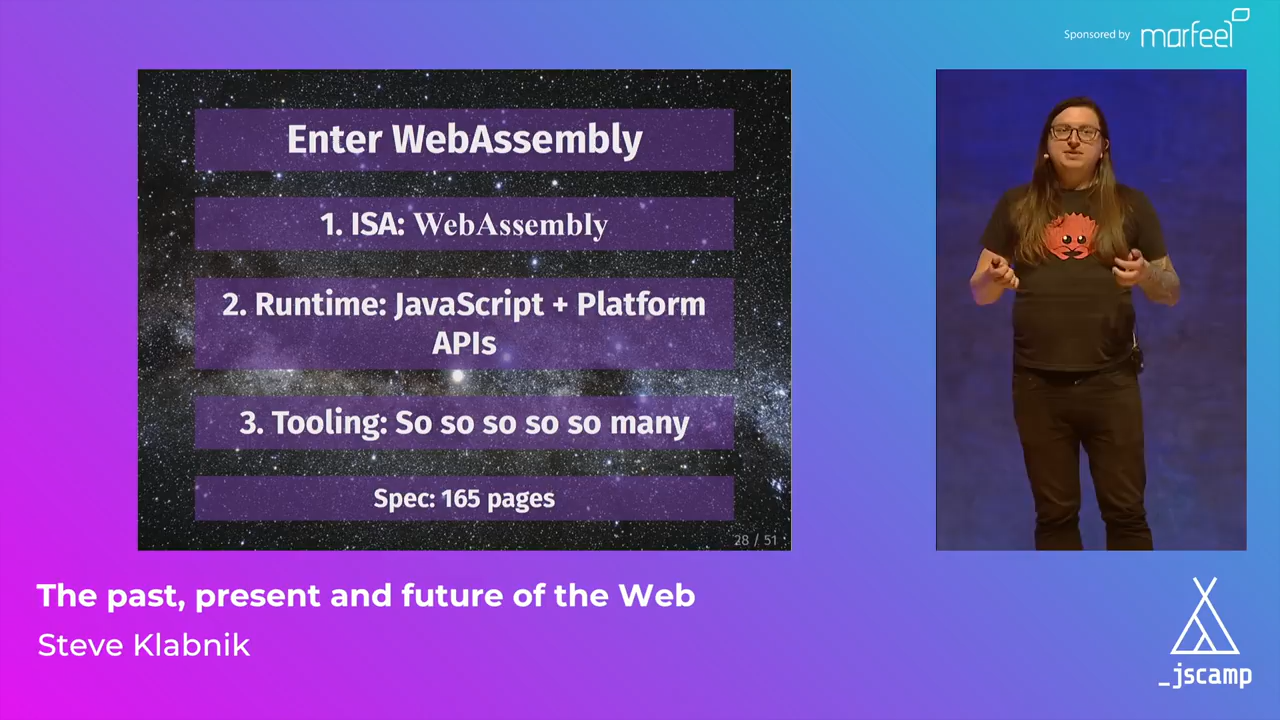 Sponsored by marfeel
Enter WebAssembly
1. ISA: WebAssembly
2. Runtime: JavaScript + Platform
APIs
3. Tooling: So so so so so many
Spec: 165 pages
28 / 51
The past, present and future of the Web
Steve Klabnik
_jscamp